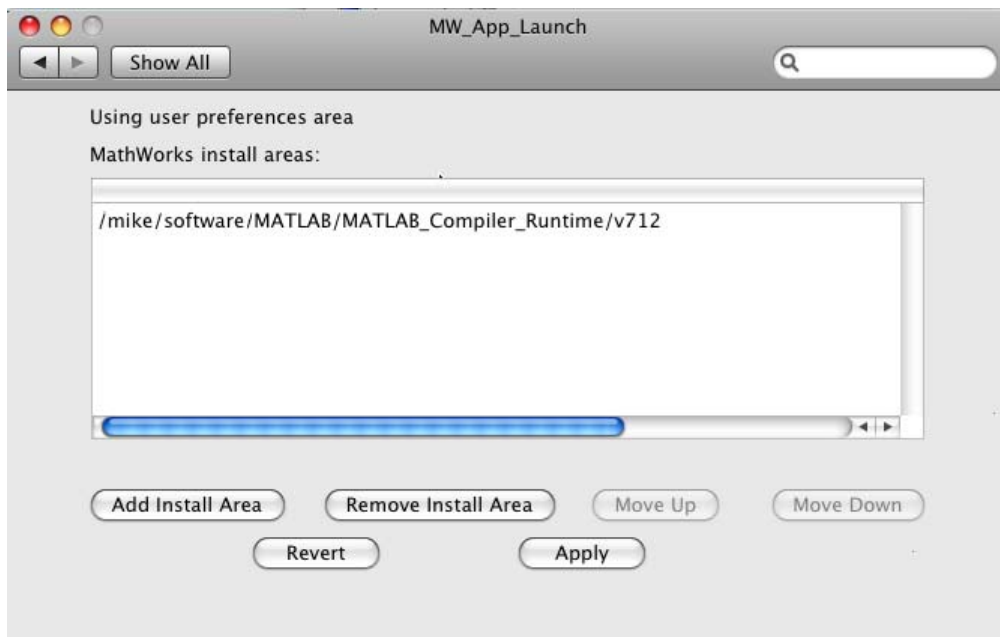 MW_App_Launch
Show All
Using user preferences area
MathWorks install areas:
/mike/software/MATLAB/MATLAB_Compiler_Runtime/v712
Add Install Area Remove Install Area Move Up Move Down
Revert Apply